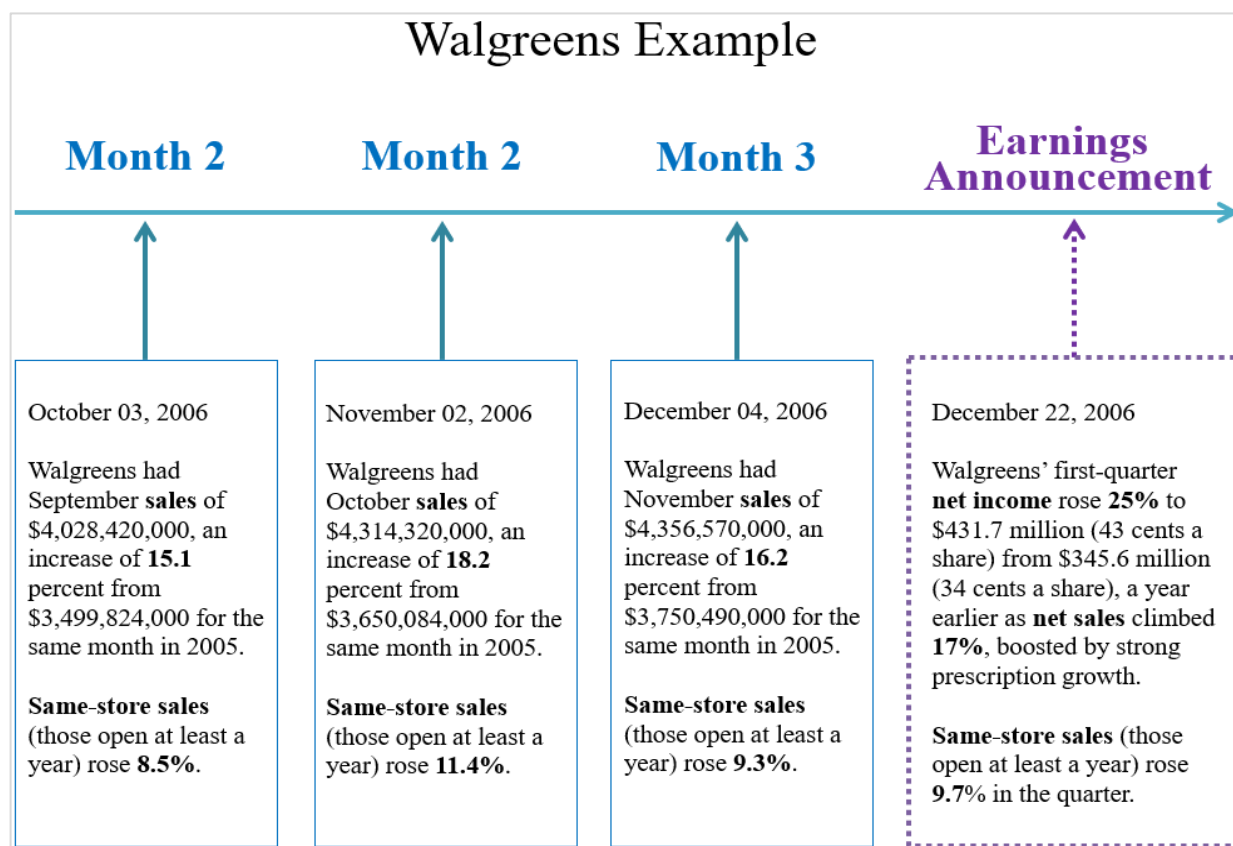 Walgreens Example
Month 2
Month 2
Month 3
Earnings
Announcement
October 03, 2006
Walgreens had
September sales of
$4,028,420,000, an
increase of 15.1
percent from
$3,499,824,000 for the
same month in 2005.
Same-store sales
(those open at least a
year) rose 8.5%.
November 02, 2006
Walgreens had
October sales of
$4,314,320,000, an
increase of 18.2
percent from
$3,650,084,000 for the
same month in 2005.
Same-store sales
(those open at least a
year) rose 11.4%.
December 04, 2006
Walgreens had
November sales of
$4,356,570,000, an
increase of 16.2
percent from
$3,750,490,000 for the
same month in 2005.
Same-store sales
(those open at least a
year) rose 9.3%.
December 22, 2006
Walgreens’ first-quarter
net income rose 25% to
$431.7 million (43 cents a
share) from $345.6 million
(34 cents a share), a year
earlier as net sales climbed
17%, boosted by strong
prescription growth.
Same-store sales (those
open at least a year) rose
9.7% in the quarter.